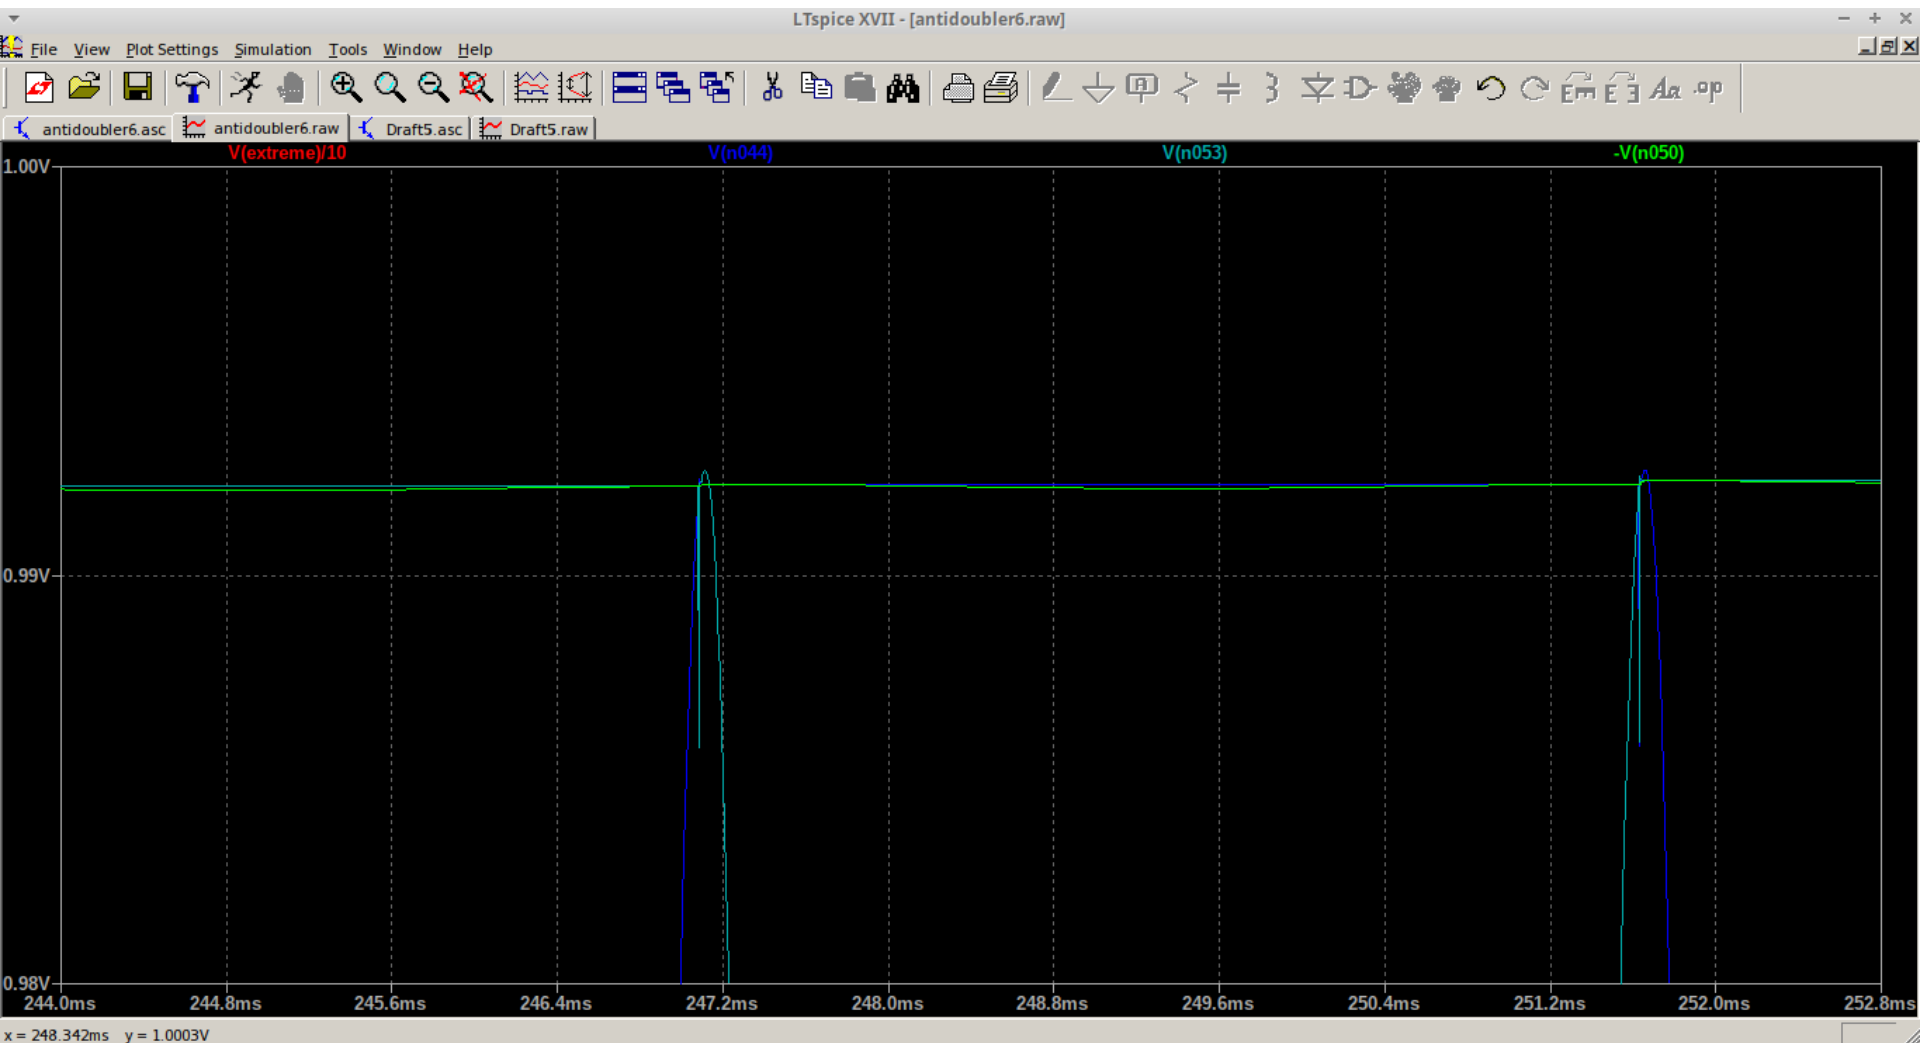 LTspice XVII - [antidoubler6.raw]
File View Plot Settings Simulation Tools Window Help
.op
antidoubler6.asc antidoubler6.raw Draft5.asc Draft5.raw
V(extreme)/10 V(n044) V(n053) -V(n050)
1.00V
0.99V
0.98V
244.0ms 244.8ms 245.6ms 246.4ms 247.2ms 248.0ms 248.8ms 249.6ms 250.4ms 251.2ms 252.0ms 252.8ms
x = 248.342ms y = 1.0003V